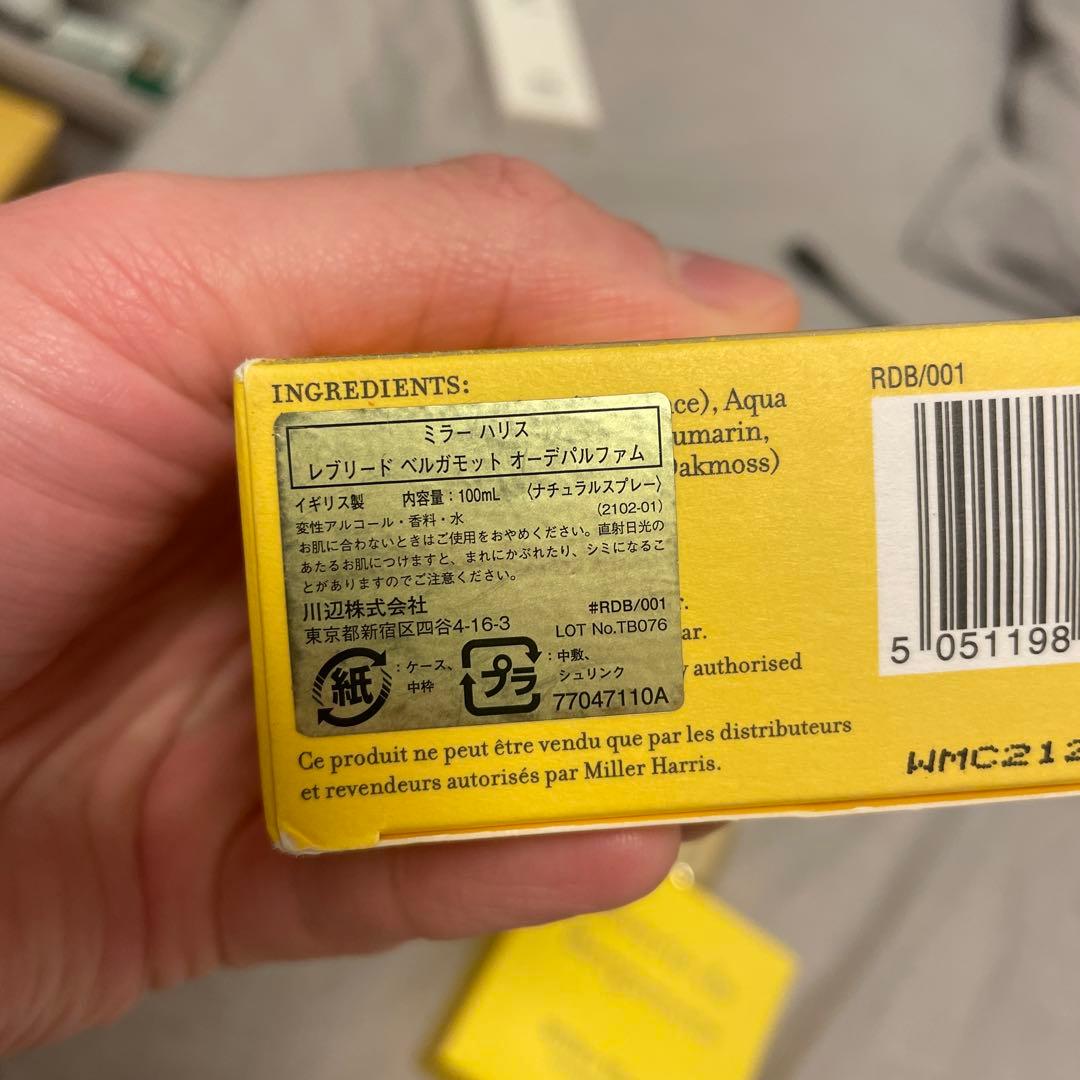 INGREDIENTS:
ce), Aqua
umarin,
akmoss)
ミラー ハリス
レブリード ベルガモット オーデパルファム
イギリス製 内容量:100mL 〈ナチュラルスプレー〉
変性アルコール・香料・水 (2102-01)
お肌に合わないときはご使用をおやめください。直射日光の
あたるお肌につけますと、まれにかぶれたり、シミになるこ
とがありますのでご注意ください。
川辺株式会社 #RDB/001
東京都新宿区四谷4-16-3 LOT No.TB076
紙 :ケース、
中枠
プラ :中敷、
シュリンク
77047110A
r.
ar.
y authorised
Ce produit ne peut être vendu que par les distributeurs
et revendeurs autorisés par Miller Harris.
RDB/001
5 051198
WMC212